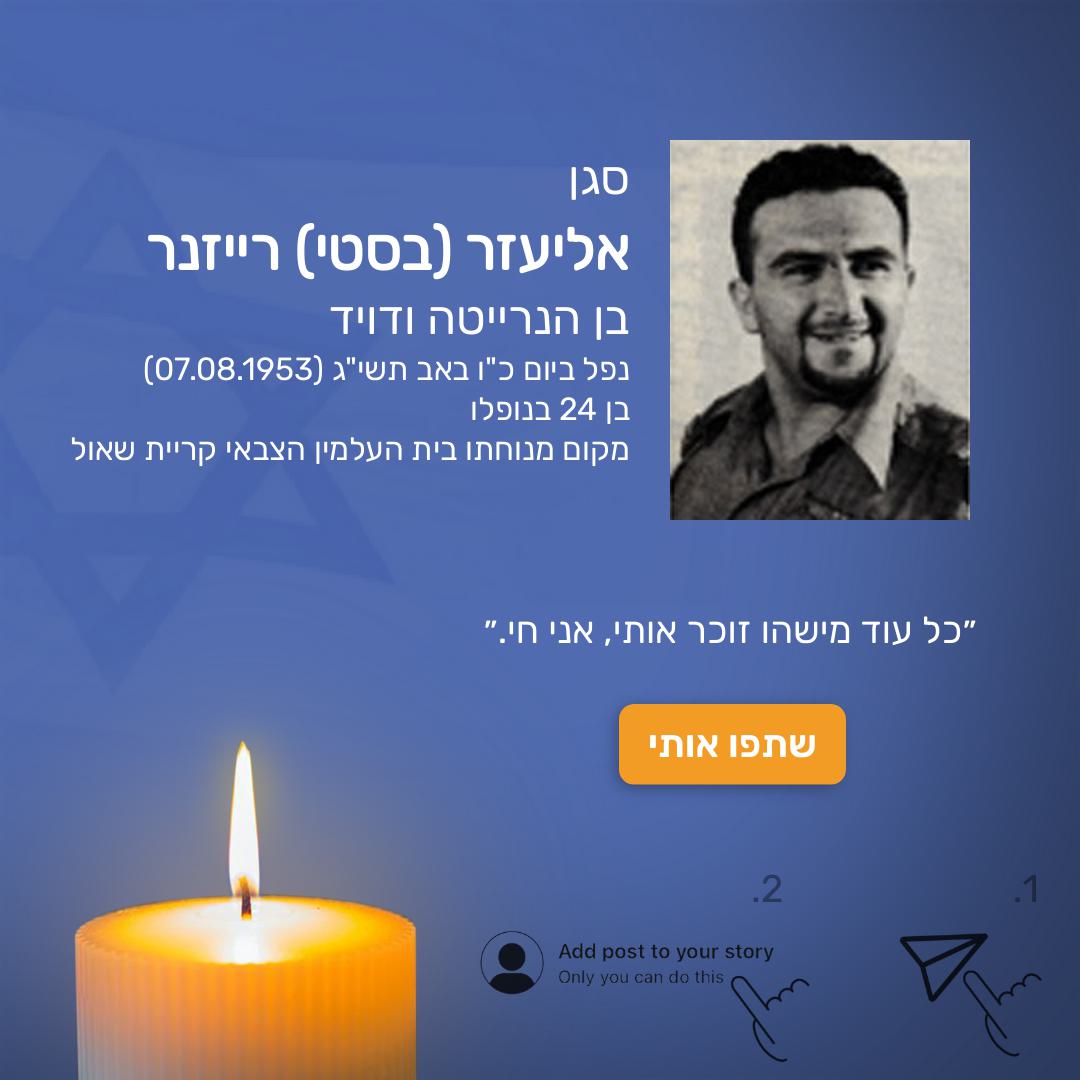 סגן
אליעזר (בסטי) רייזנר
בן הנרייטה ודויד
נפל ביום כ"ו באב תשי"ג (07.08.1953)
בן 24 בנופלו
מקום מנוחתו בית העלמין הצבאי קריית שאול
״כל עוד מישהו זוכר אותי, אני חי.״
שתפו אותי
1.
2.
Add post to your story
Only you can do this